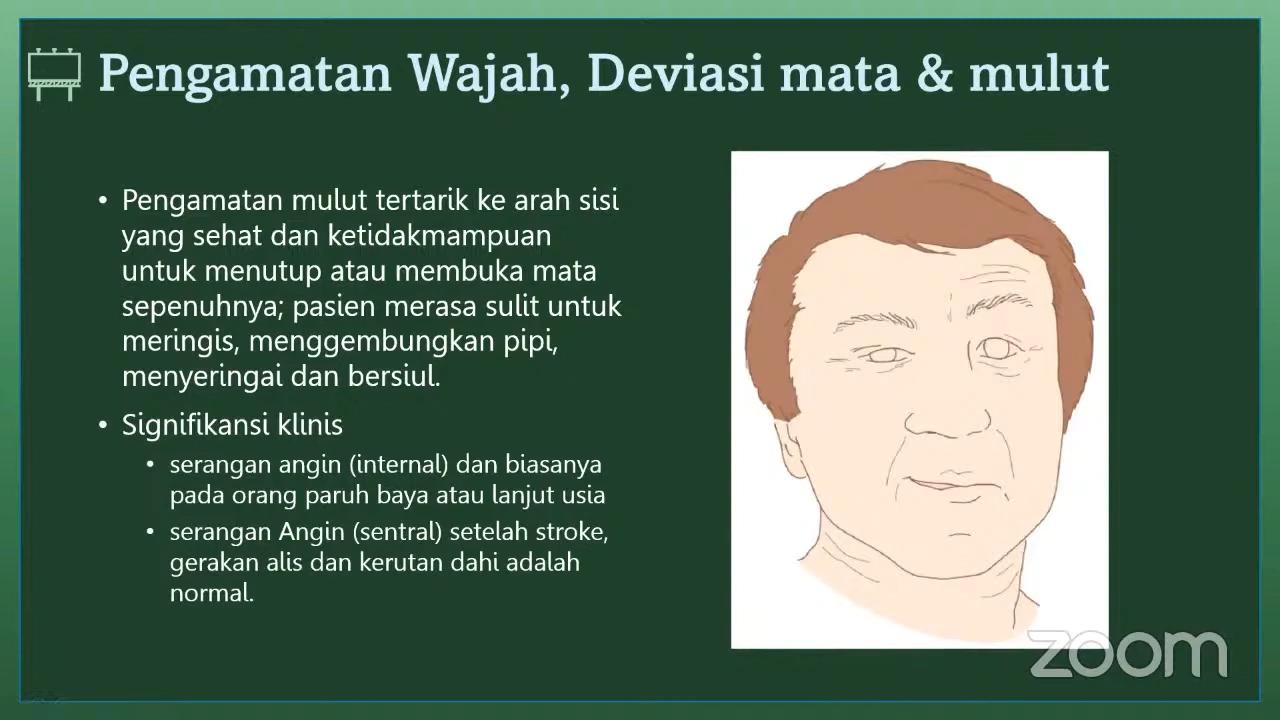 Pengamatan Wajah, Deviasi mata & mulut
• Pengamatan mulut tertarik ke arah sisi
yang sehat dan ketidakmampuan
untuk menutup atau membuka mata
sepenuhnya; pasien merasa sulit untuk
meringis, menggembungkan pipi,
menyeringai dan bersiul.
• Signifikansi klinis
• serangan angin (internal) dan biasanya
pada orang paruh baya atau lanjut usia
• serangan Angin (sentral) setelah stroke,
gerakan alis dan kerutan dahi adalah
normal.
zoom